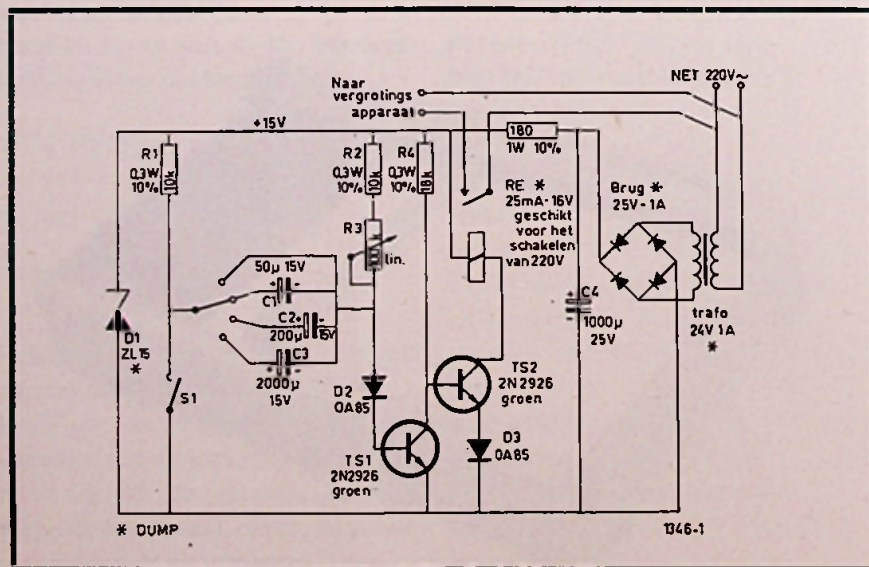 Naar
vergrotings
apparaat
NET 220V~
+15V
R1
0,3W
10%
10k
R2
0,3W
10%
10k
R4
0,3W
10%
18k
180
1W 10%
RE *
25mA - 16V
geschikt
voor het
schakelen
van 220V
Brug *
25V - 1A
R3
100k
lin.
50µ 15V
+ -
C1
C2 + -
200µ 15V
+ - C3
2000µ
15V
D1
ZL15
*
S1
C4
+
-
1000µ
25V
trafo
24V 1A
*
D2
OA85
TS2
2N2926
groen
D3
OA85
TS1
2N2926
groen
* DUMP
1346-1